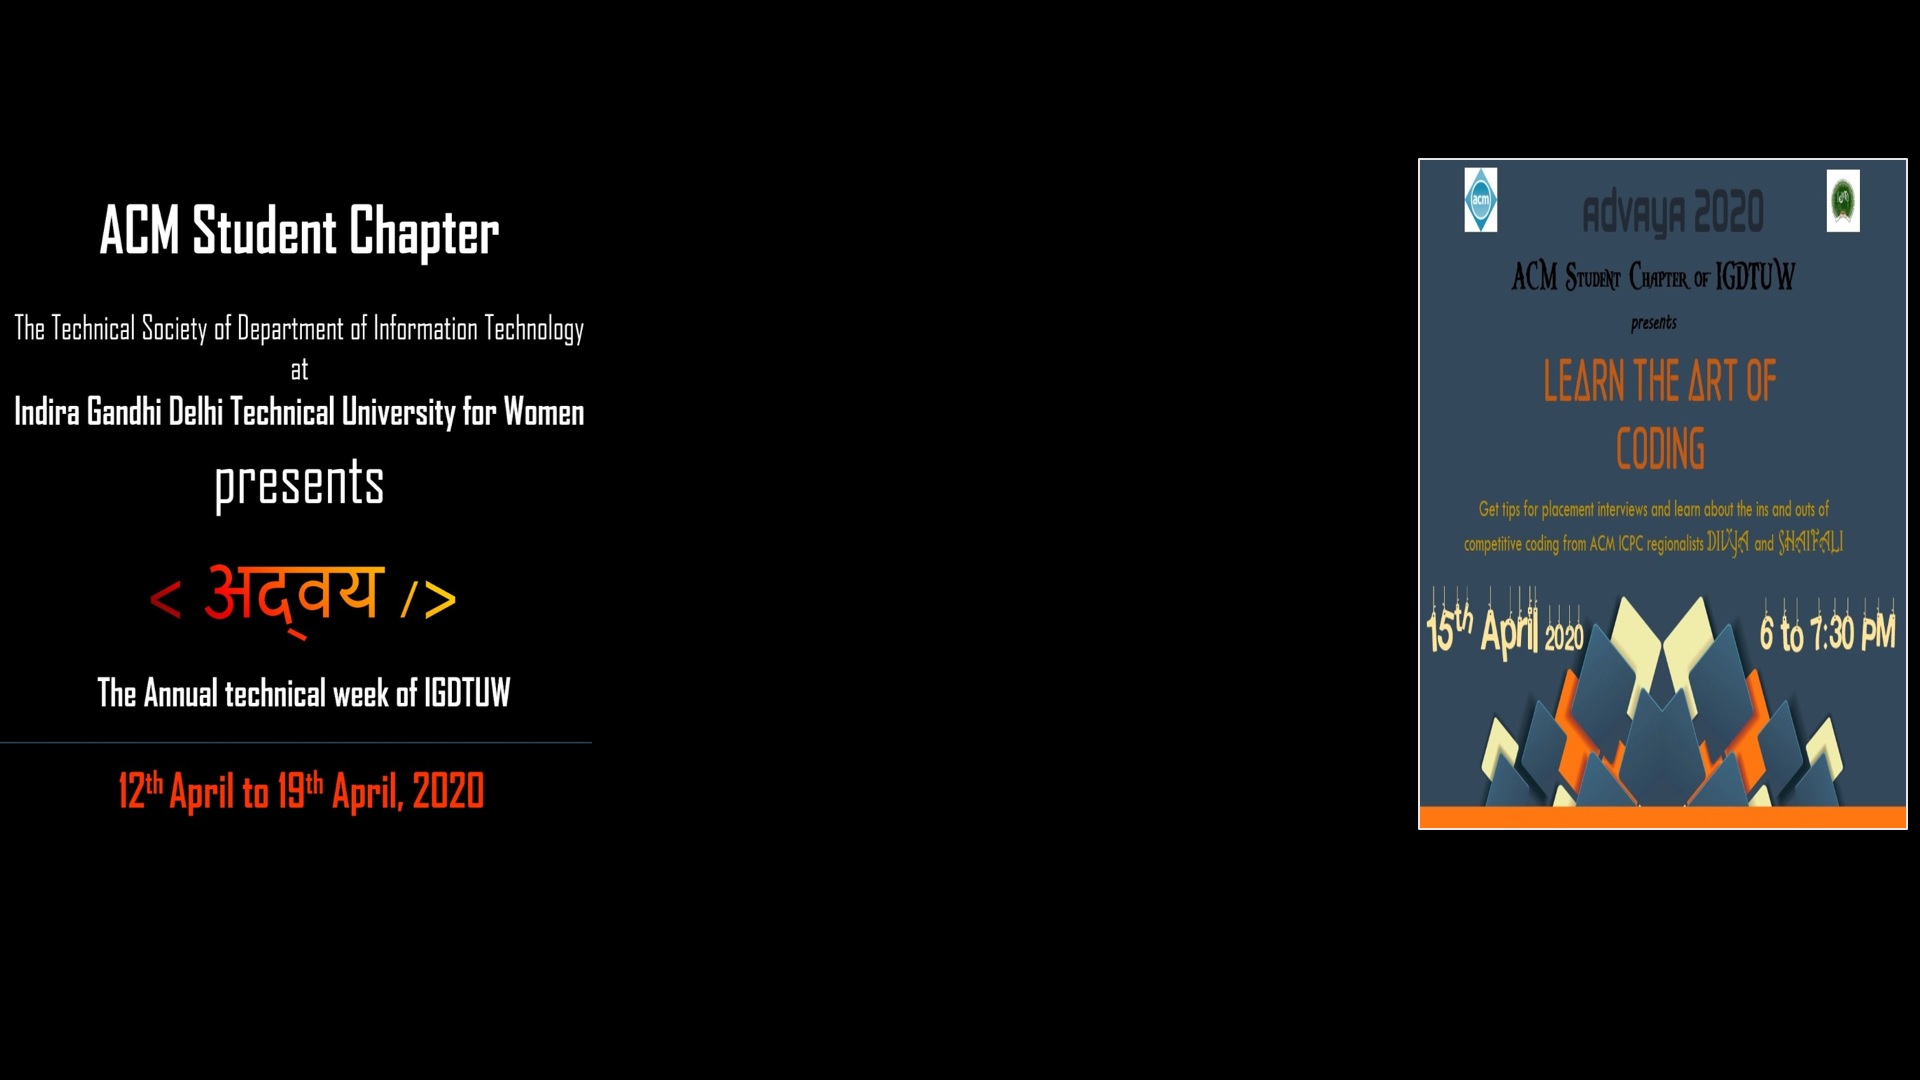 ACM Student Chapter
The Technical Society of Department of Information Technology
at
Indira Gandhi Delhi Technical University for Women
presents
< अद्‌वय />
The Annual technical week of IGDTUW
12th April to 19th April, 2020
acm
advaya 2020
ACM Student Chapter of IGDTUW
presents
LEARN THE ART OF
CODING
Get tips for placement interviews and learn about the ins and outs of
competitive coding from ACM ICPC regionalists DIVYA and SHAIFALI
15th April 2020
6 to 7:30 PM